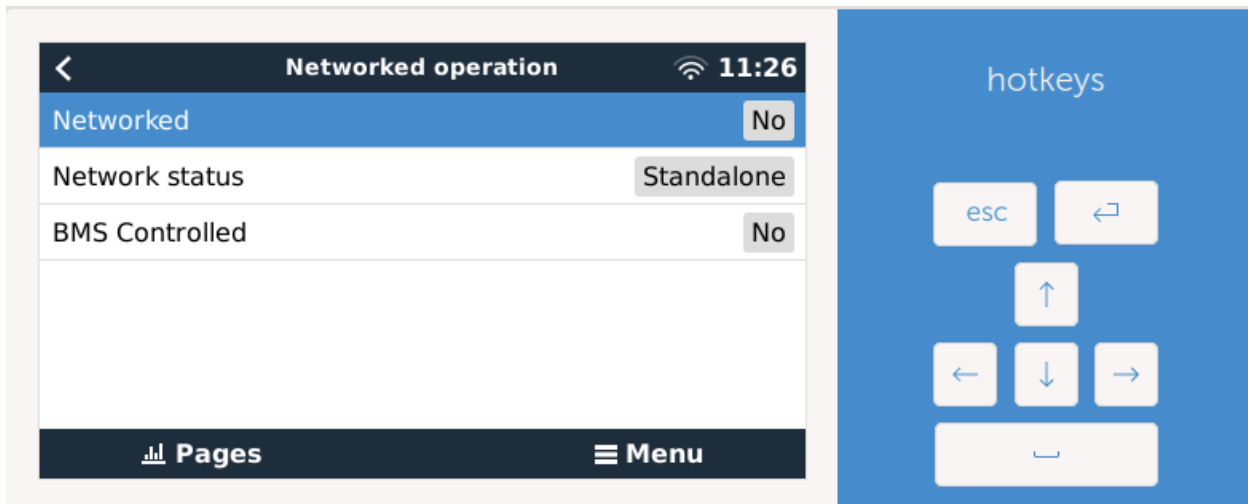 Networked operation 11:26
Networked No
Network status Standalone
BMS Controlled No
Pages Menu
hotkeys
esc